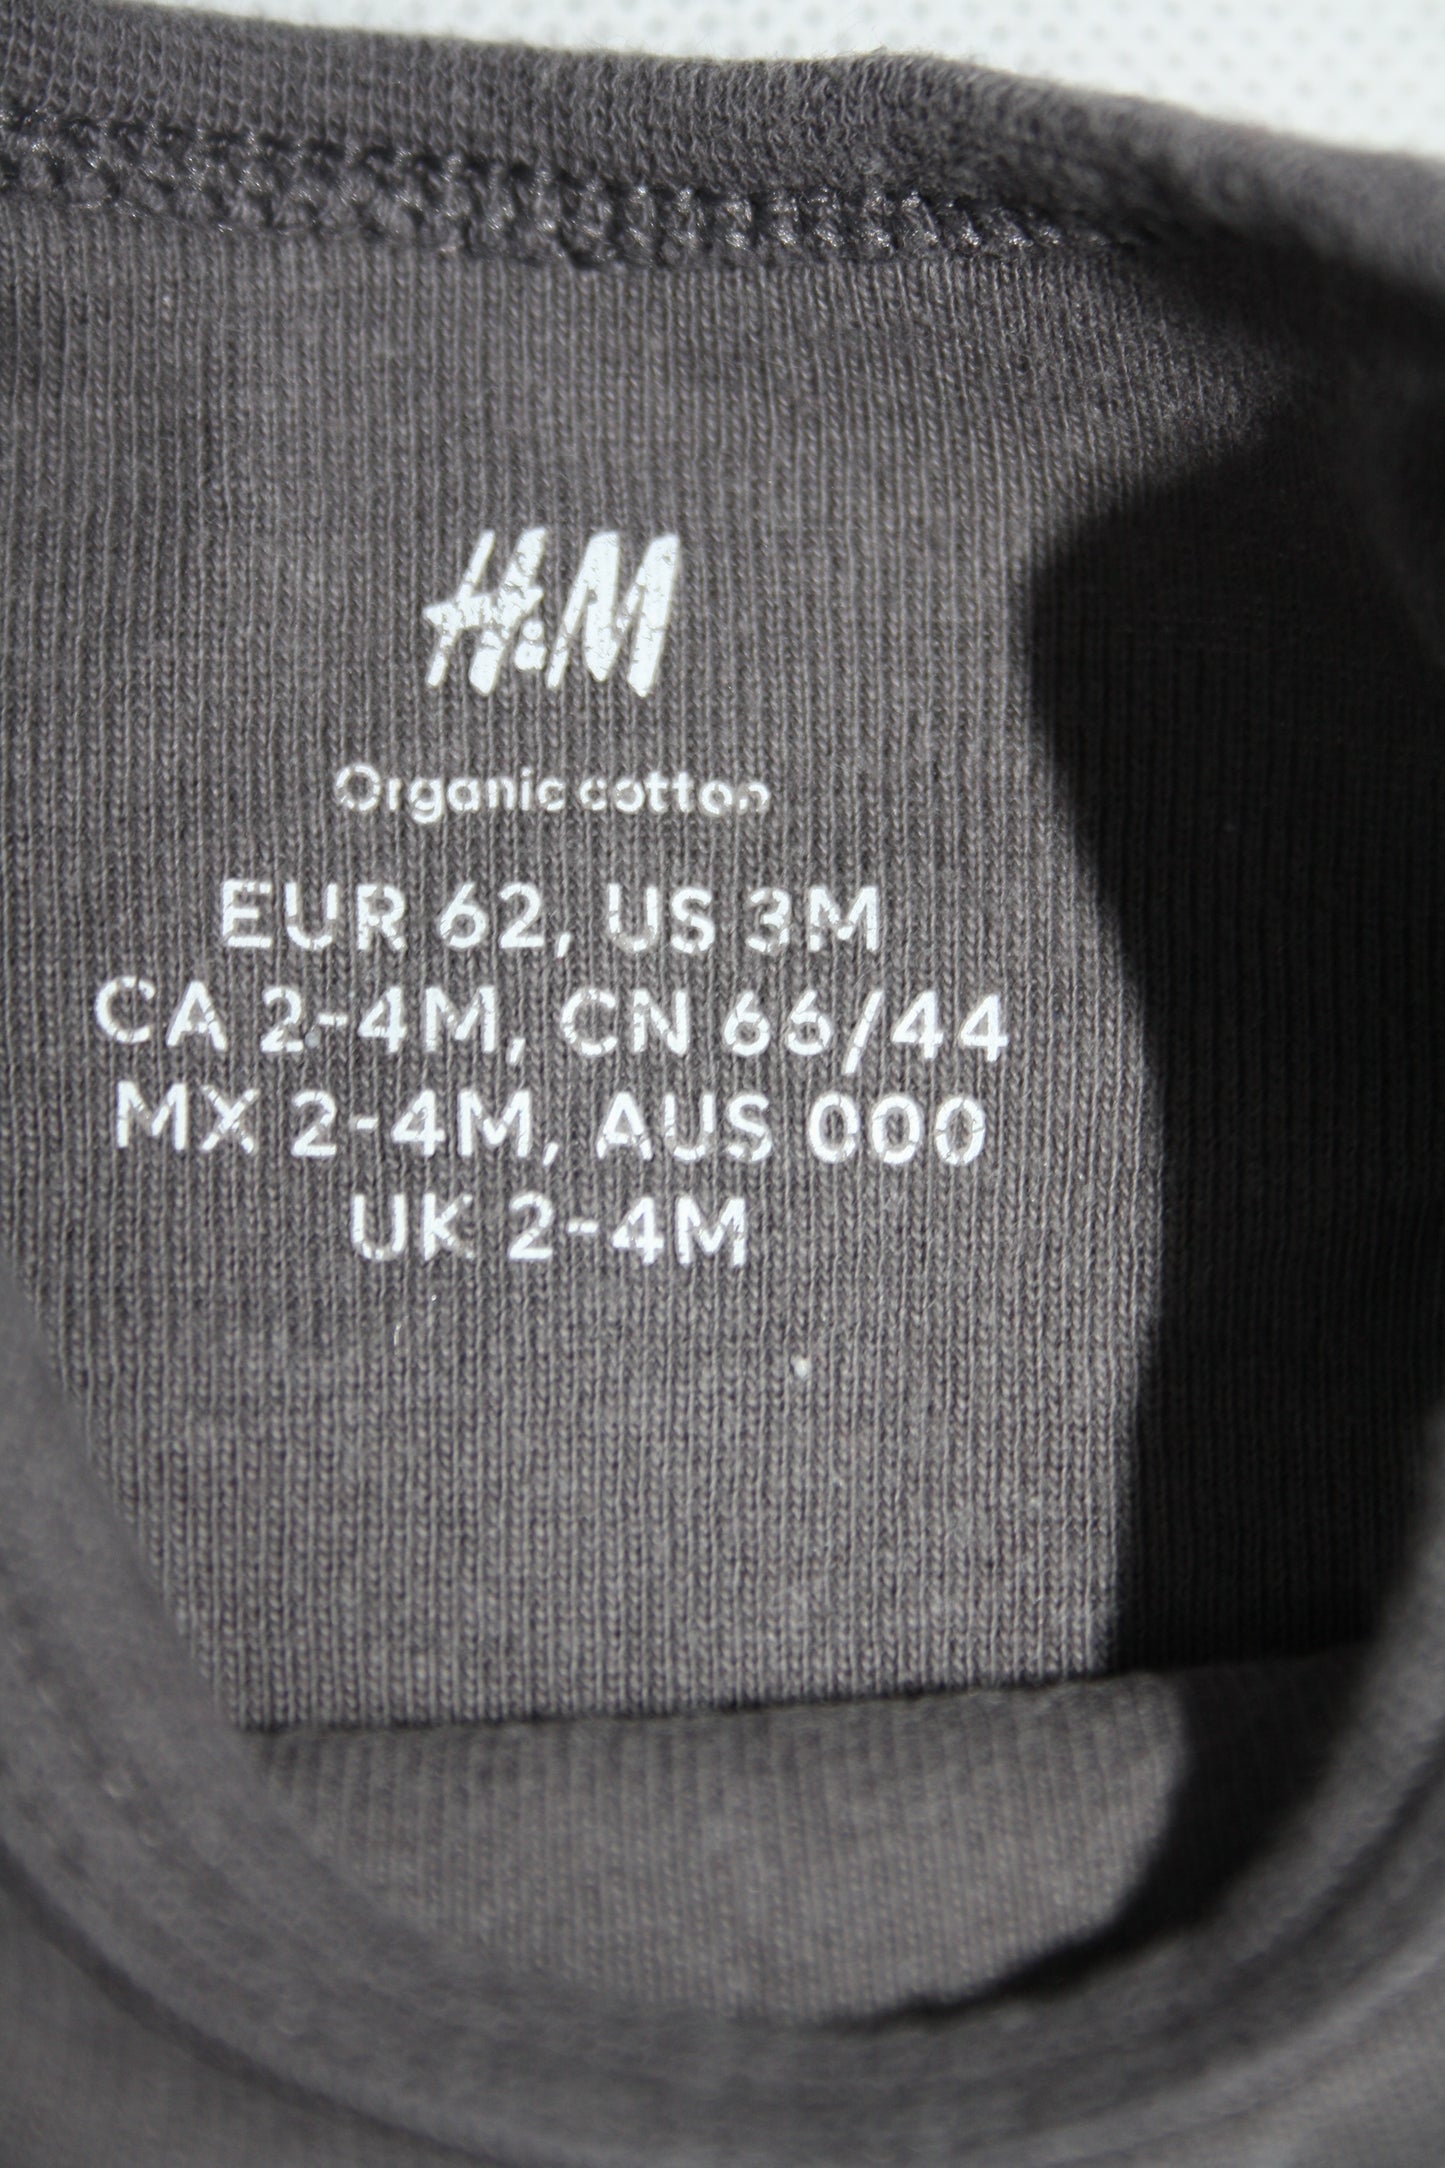 H&M
Organic cotton
EUR 62, US 3M
CA 2-4M, CN 66/44
MX 2-4M, AUS 000
UK 2-4M